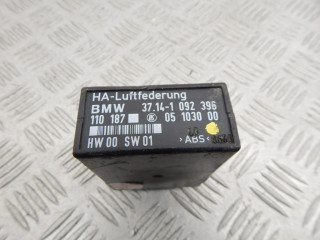 HA-Luftfederung
BMW 37.14-1 092 396
110 187 05 1030 00
HW 00 SW 01 >ABS<